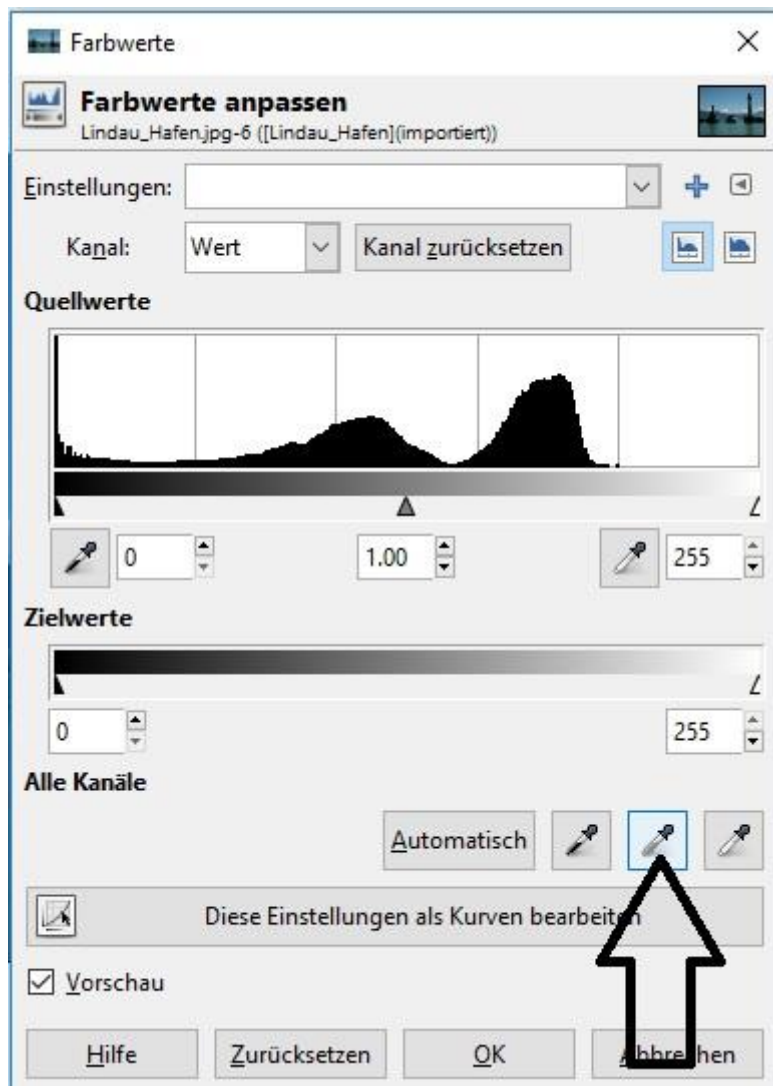 Farbwerte
Farbwerte anpassen
Lindau_Hafen.jpg-6 ([Lindau_Hafen](importiert))
Einstellungen:
Kanal: Wert Kanal zurücksetzen
Quellwerte
0 1.00 255
Zielwerte
0 255
Alle Kanäle
Automatisch
Diese Einstellungen als Kurven bearbeiten
Vorschau
Hilfe Zurücksetzen OK Abbrechen